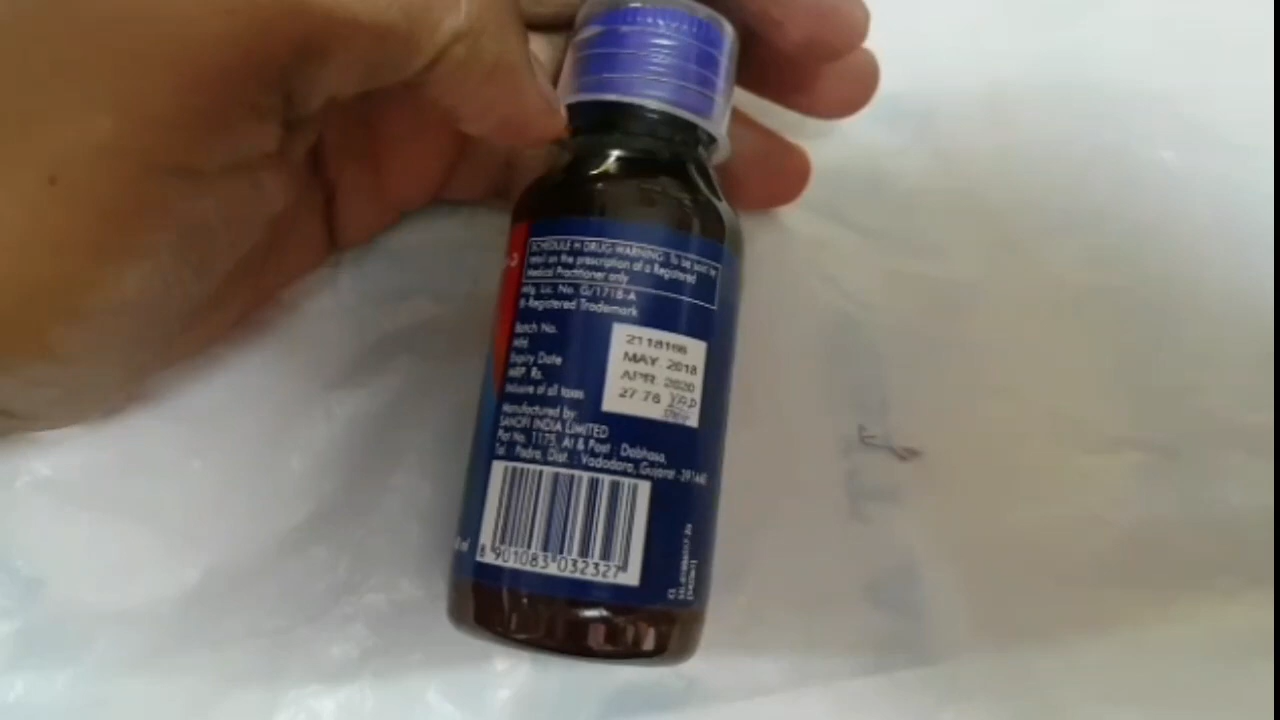 SCHEDULE H DRUG WARNING: To be sold by
retail on the prescription of a Registered
Medical Practitioner only
Mfg. Lic. No. G/1718-A
®-Registered Trademark
Batch No.
Mfd.
Expiry Date
MRP. Rs.
Inclusive of all taxes
2118166
MAY. 2018
APR. 2020
27.76
Manufactured by:
SANOFI INDIA LIMITED
Plot No. 1175, At & Post : Dabhasa,
Tal : Padra, Dist. : Vadodara, Gujarat -391440
8 901083 032327
ml